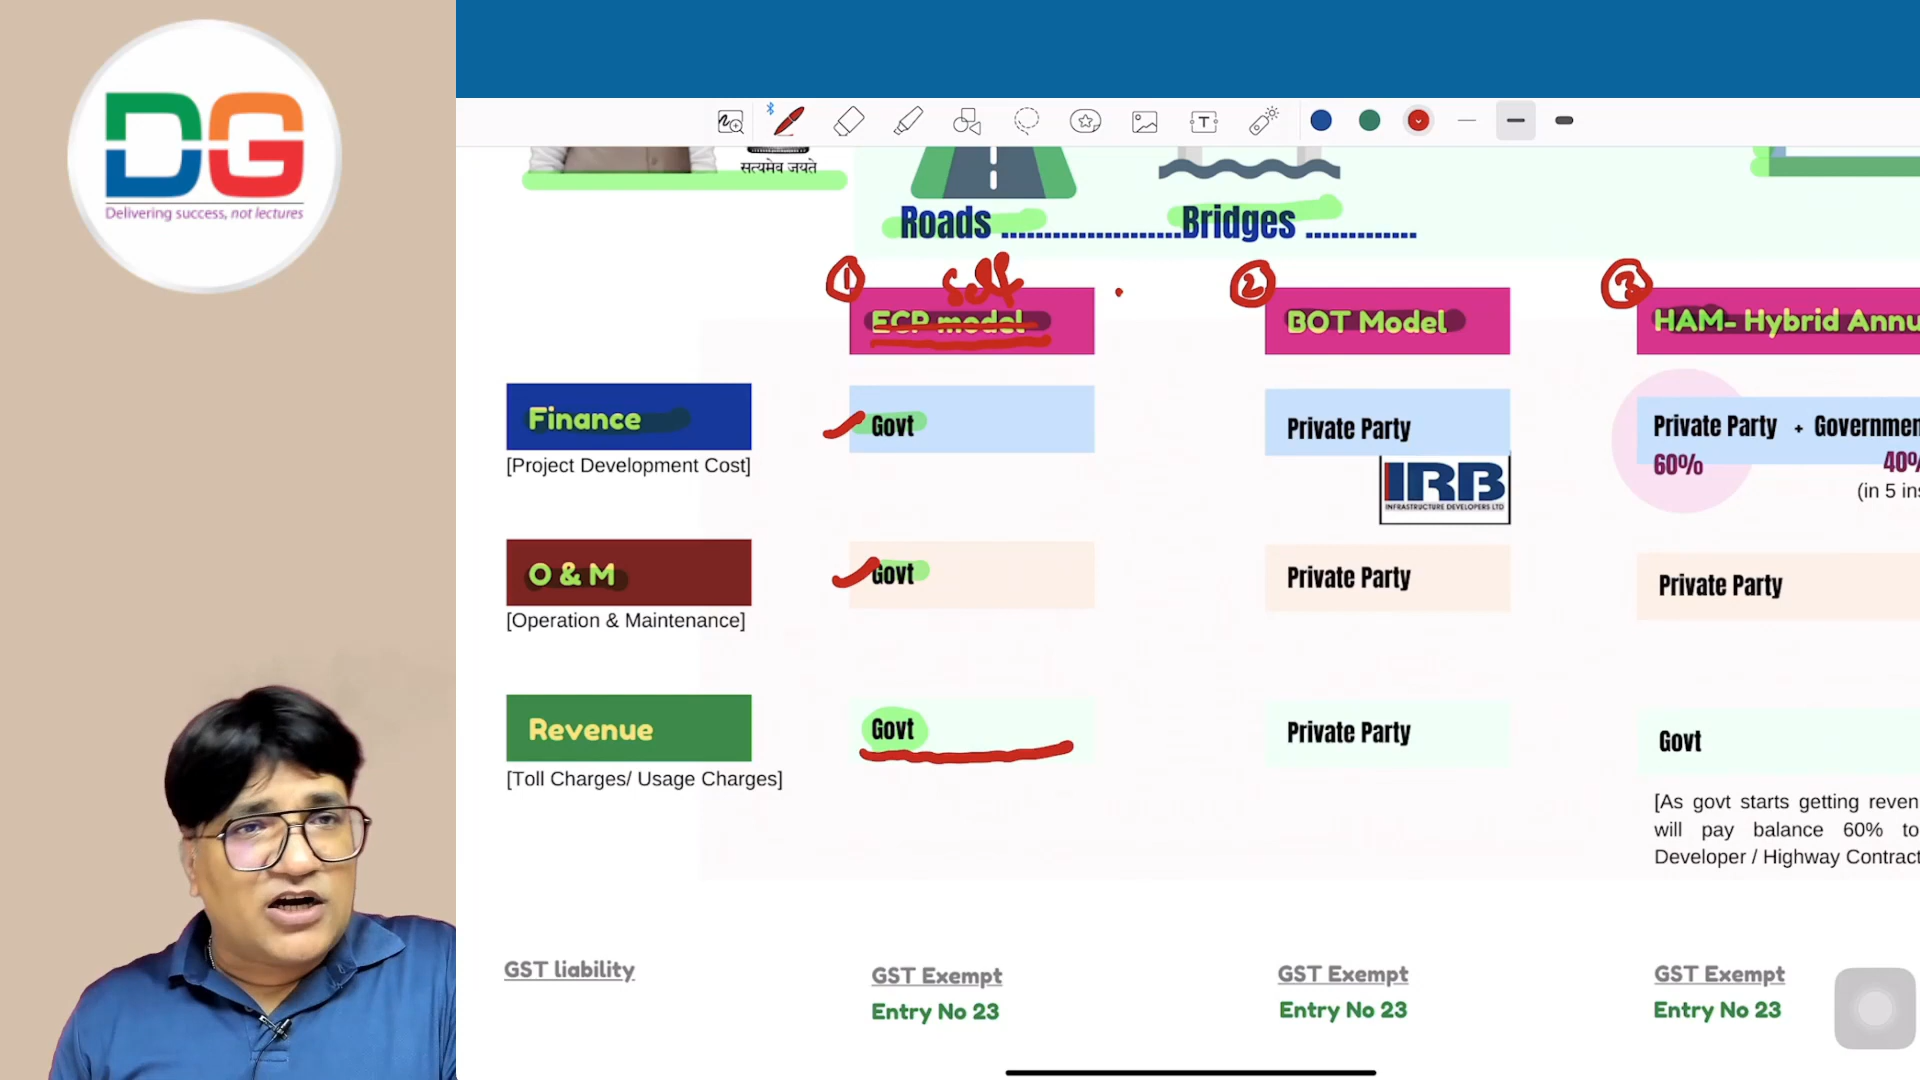 DG
Delivering success, not lectures
सत्यमेव जयते
Roads ......................Bridges .............
① self
②
③
ECP model
BOT Model
HAM- Hybrid Annu
Finance
Govt
Private Party
Private Party + Governmen
[Project Development Cost]
60%
40%
(in 5 ins
IRB
INFRASTRUCTURE DEVELOPERS LTD
O & M
Govt
Private Party
Private Party
[Operation & Maintenance]
Revenue
Govt
Private Party
Govt
[Toll Charges/ Usage Charges]
[As govt starts getting reven
will pay balance 60% to
Developer / Highway Contract
GST liability
GST Exempt
GST Exempt
GST Exempt
Entry No 23
Entry No 23
Entry No 23